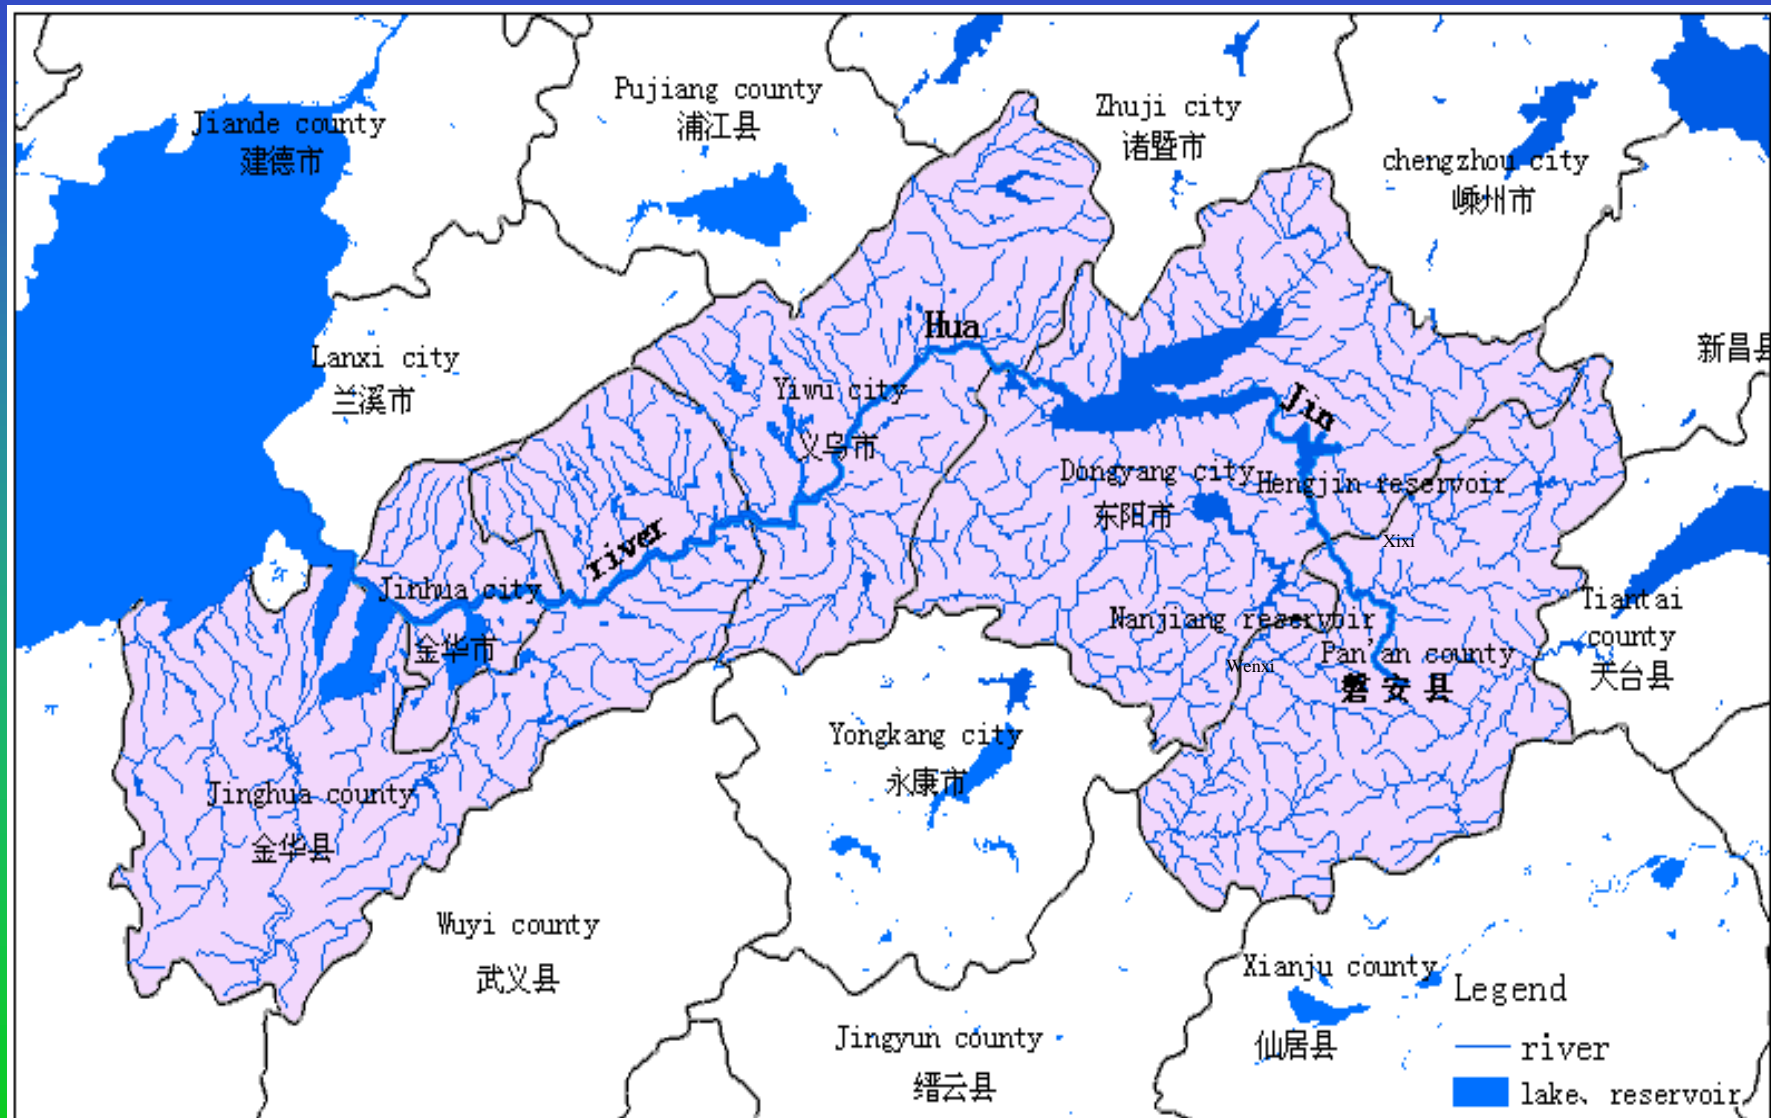 Pujiang county
浦江县
Zhuji city
诸暨市
Jiande county
建德市
chengzhou city
嵊州市
Hua
新昌县
Lanxi city
兰溪市
Yiwu city
义乌市
Jin
Dongyang city
东阳市
Hengjin reservoir
Xixi
river
Jinhua city
金华市
Nanjiang reservoir
Wenxi
Pan'an county
磐安县
Tiantai
county
天台县
Yongkang city
永康市
Jinghua county
金华县
Wuyi county
武义县
Xianju county
仙居县
Jingyun county
缙云县
Legend
river
lake、reservoir